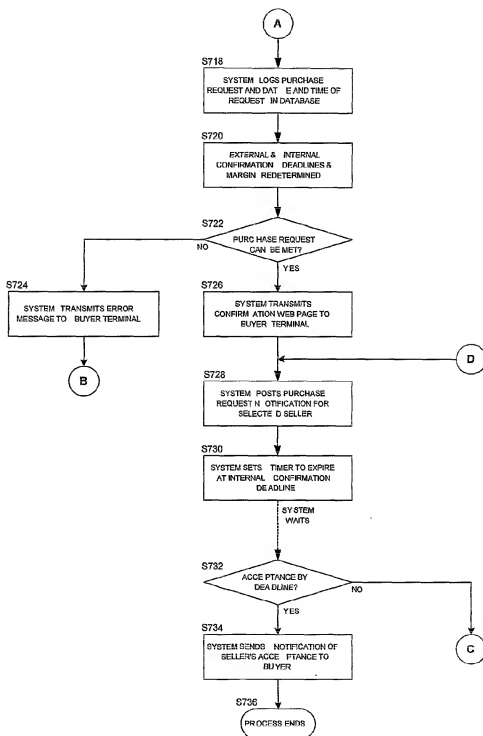 A
S718
SYSTEM LOGS PURCHASE
REQUEST AND DAT E AND TIME OF
REQUEST IN DATABASE
S720
EXTERNAL & INTERNAL
CONFIRMATION DEADLINES &
MARGIN REDETERMINED
S722
PURC HASE REQUEST
CAN BE MET?
NO
YES
S724
SYSTEM TRANSMITS ERROR
MESSAGE TO BUYER TERMINAL
B
S726
SYSTEM TRANSMITS
CONFIRM ATION WEB PAGE TO
BUYER TERMINAL
D
S728
SYSTEM POSTS PURCHASE
REQUEST N OTIFICATION FOR
SELECTE D SELLER
S730
SYSTEM SETS TIMER TO EXPIRE
AT INTERNAL CONFIRMATION
DEADLINE
SYSTEM
WAITS
S732
ACCE PTANCE BY
DEA DLINE?
NO
YES
C
S734
SYSTEM SENDS NOTIFICATION OF
SELLER'S ACCE PTANCE TO
BUYER
S736
PROCESS ENDS